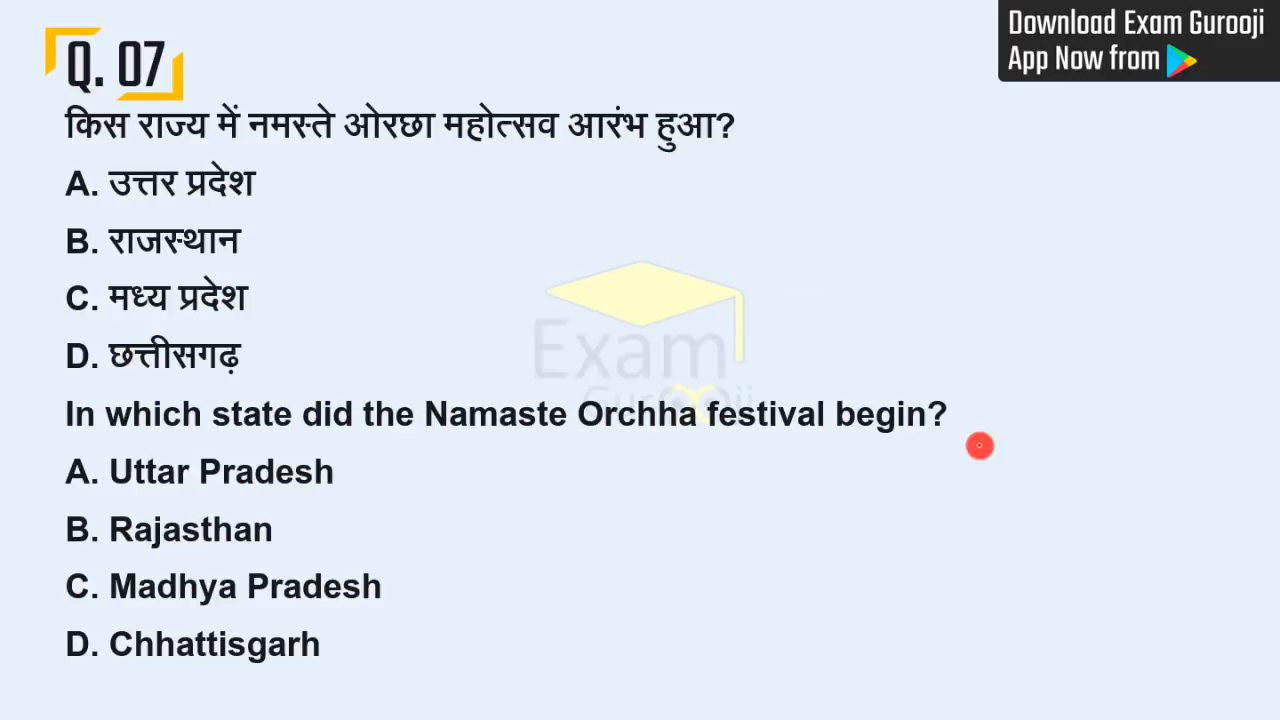 Download Exam Gurooji
App Now from
Q. 07
किस राज्य में नमस्ते ओरछा महोत्सव आरंभ हुआ?
A. उत्तर प्रदेश
B. राजस्थान
C. मध्य प्रदेश
D. छत्तीसगढ़
Exam
Gurooji
In which state did the Namaste Orchha festival begin?
A. Uttar Pradesh
B. Rajasthan
C. Madhya Pradesh
D. Chhattisgarh